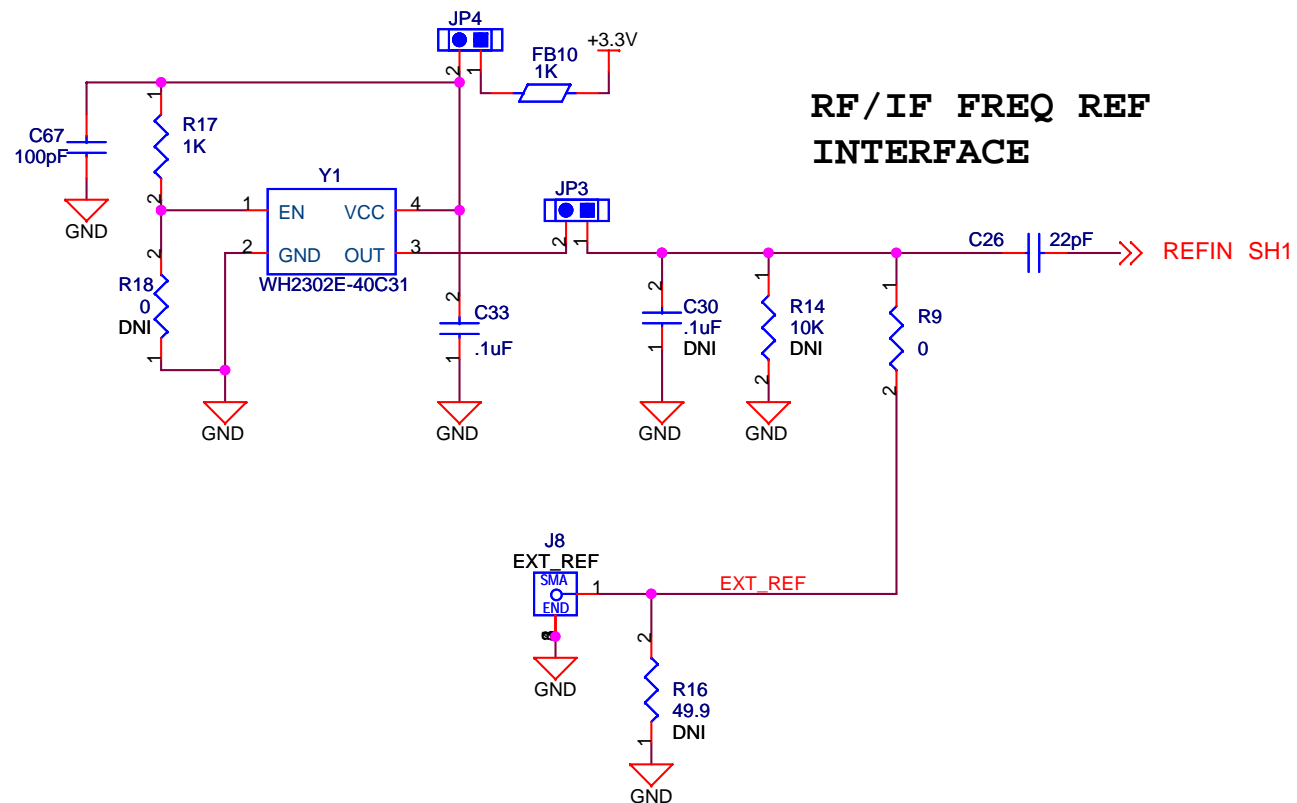 JP4
2
1
FB10
1K
+3.3V
RF/IF FREQ REF
INTERFACE
C67
100pF
GND
1
R17
1K
2
Y1
1
EN
VCC
4
2
GND
OUT
3
WH2302E-40C31
JP3
2
1
2
R18
0
DNI
1
GND
2
C33
.1uF
1
GND
2
C30
.1uF
DNI
1
GND
1
R14
10K
DNI
2
GND
1
R9
0
2
C26
22pF
REFIN SH1
J8
EXT_REF
SMA
END
1
GND
EXT_REF
2
R16
49.9
DNI
1
GND